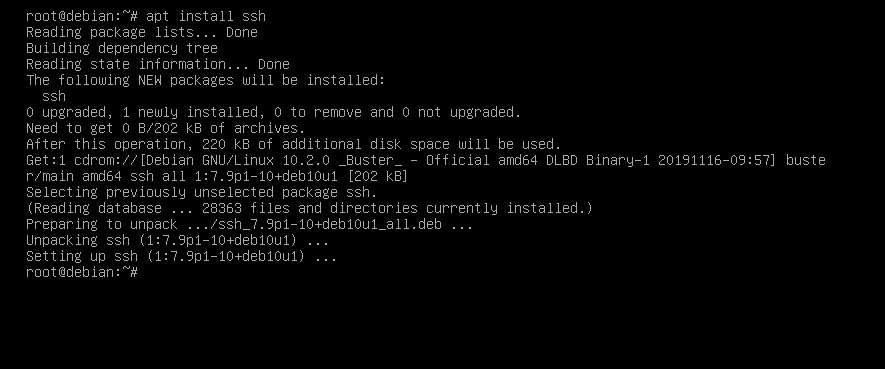 root@debian:~# apt install ssh
Reading package lists... Done
Building dependency tree
Reading state information... Done
The following NEW packages will be installed:
  ssh
0 upgraded, 1 newly installed, 0 to remove and 0 not upgraded.
Need to get 0 B/202 kB of archives.
After this operation, 220 kB of additional disk space will be used.
Get:1 cdrom://[Debian GNU/Linux 10.2.0 _Buster_ - Official amd64 DLBD Binary-1 20191116-09:57] buste
r/main amd64 ssh all 1:7.9p1-10+deb10u1 [202 kB]
Selecting previously unselected package ssh.
(Reading database ... 28363 files and directories currently installed.)
Preparing to unpack .../ssh_7.9p1-10+deb10u1_all.deb ...
Unpacking ssh (1:7.9p1-10+deb10u1) ...
Setting up ssh (1:7.9p1-10+deb10u1) ...
root@debian:~#